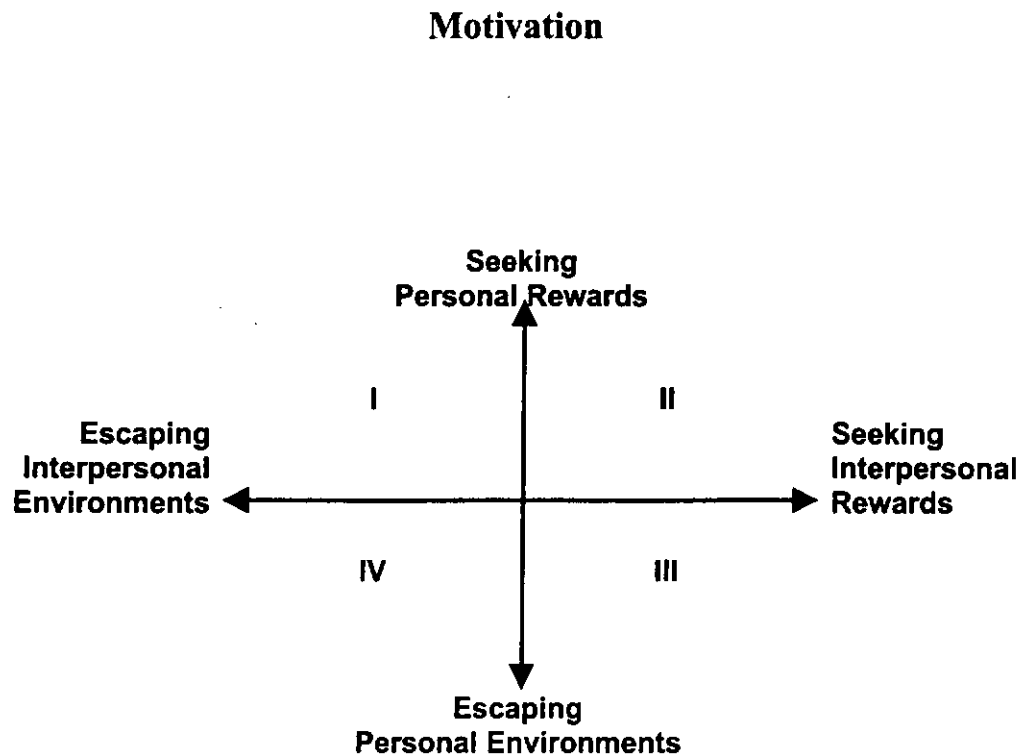 Motivation
Seeking
Personal Rewards
I
II
Escaping
Interpersonal
Environments
Seeking
Interpersonal
Rewards
IV
III
Escaping
Personal Environments